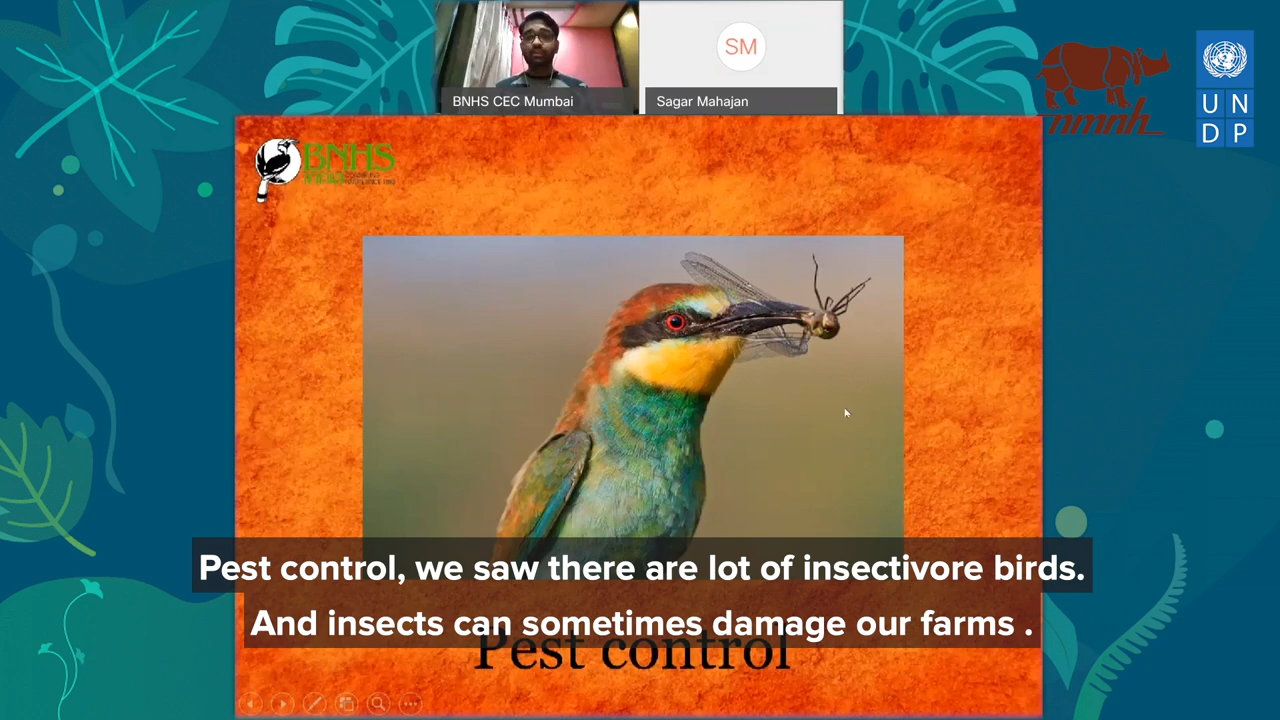 BNHS CEC Mumbai
SM
Sagar Mahajan
nmnh
U N
D P
BNHS
Pest control, we saw there are lot of insectivore birds.
And insects can sometimes damage our farms .
Pest control